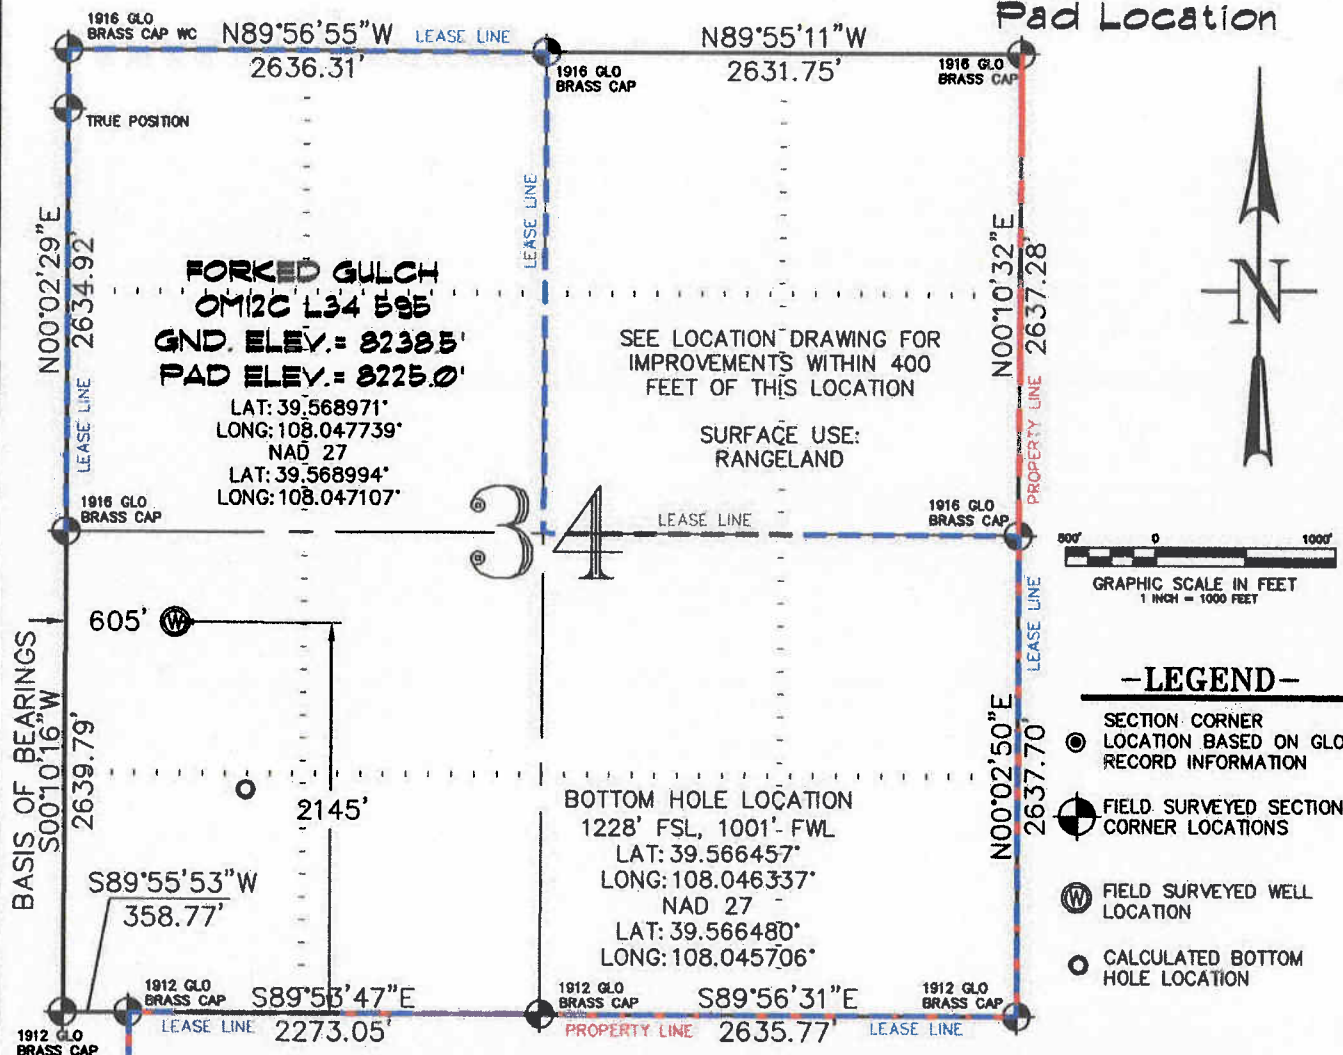 Pad Location
1916 GLO
BRASS CAP WC
N89°56'55"W
LEASE LINE
2636.31'
1916 GLO
BRASS CAP
N89°55'11"W
2631.75'
1916 GLO
BRASS CAP
TRUE POSITION
N00°02'29"E
2634.92'
LEASE LINE
LEASE LINE
FORKED GULCH
OM12C L34 595
GND. ELEV.= 8238.5'
PAD ELEV.= 8225.0'
LAT: 39.568971°
LONG: 108.047739°
NAD 27
LAT: 39.568994°
LONG: 108.047107°
SEE LOCATION DRAWING FOR
IMPROVEMENTS WITHIN 400
FEET OF THIS LOCATION
SURFACE USE:
RANGELAND
N00°10'32"E
2637.28'
PROPERTY LINE
N
1916 GLO
BRASS CAP
34
LEASE LINE
1916 GLO
BRASS CAP
500'
0
1000'
GRAPHIC SCALE IN FEET
1 INCH = 1000 FEET
605'
W
LEASE LINE
BASIS OF BEARINGS
S00°10'16"W
2639.79'
2145'
BOTTOM HOLE LOCATION
1228' FSL, 1001' FWL
LAT: 39.566457°
LONG: 108.046337°
NAD 27
LAT: 39.566480°
LONG: 108.045706°
N00°02'50"E
2637.70'
-LEGEND-
SECTION CORNER
LOCATION BASED ON GLO
RECORD INFORMATION
FIELD SURVEYED SECTION
CORNER LOCATIONS
W
FIELD SURVEYED WELL
LOCATION
CALCULATED BOTTOM
HOLE LOCATION
S89°55'53"W
358.77'
1912 GLO
BRASS CAP
1912 GLO
BRASS CAP
S89°53'47"E
LEASE LINE
2273.05'
1912 GLO
BRASS CAP
PROPERTY LINE
S89°56'31"E
2635.77'
LEASE LINE
1912 GLO
BRASS CAP